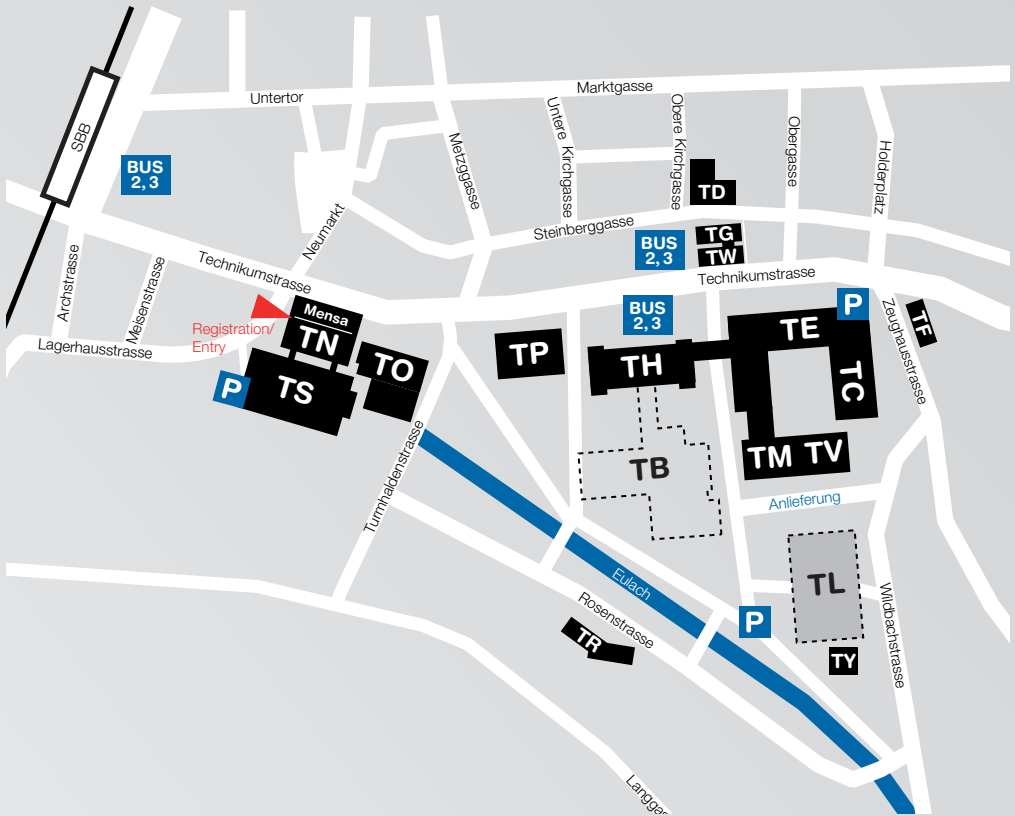 Marktgasse
Untertor
SBB
BUS
2, 3
Metzggasse
Untere Kirchgasse
Obere Kirchgasse
Obergasse
Holderplatz
TD
Neumarkt
Steinberggasse
BUS
2, 3
TG
TW
Archstrasse
Meisenstrasse
Technikumstrasse
Technikumstrasse
Registration/
Entry
Mensa
TN
BUS
2, 3
P
TE
TF
Zeughausstrasse
Lagerhausstrasse
TO
TP
TH
TC
P
TS
TM TV
TB
Turmhaldenstrasse
Anlieferung
Eulach
TL
Rosenstrasse
P
Wildbachstrasse
TR
TY